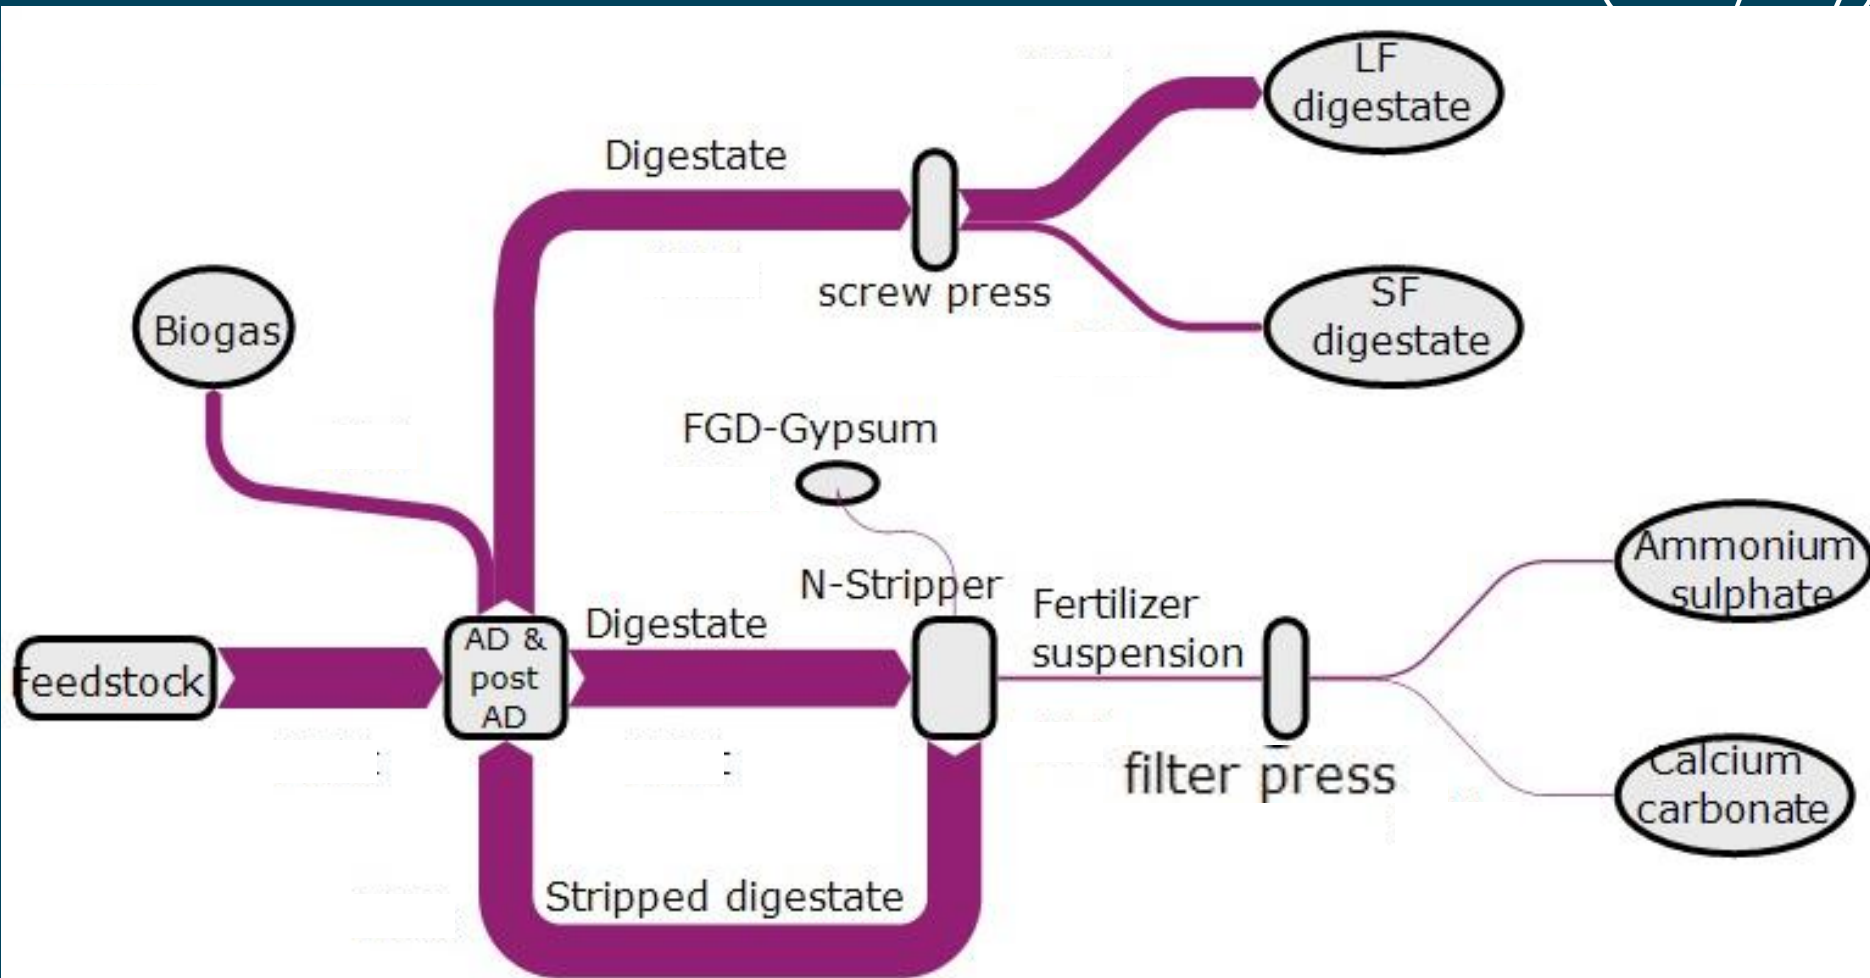 LF
digestate
Digestate
screw press
SF
digestate
Biogas
FGD-Gypsum
N-Stripper
Fertilizer
suspension
Ammonium
sulphate
Feedstock
AD &
post
AD
Digestate
filter press
Calcium
carbonate
Stripped digestate